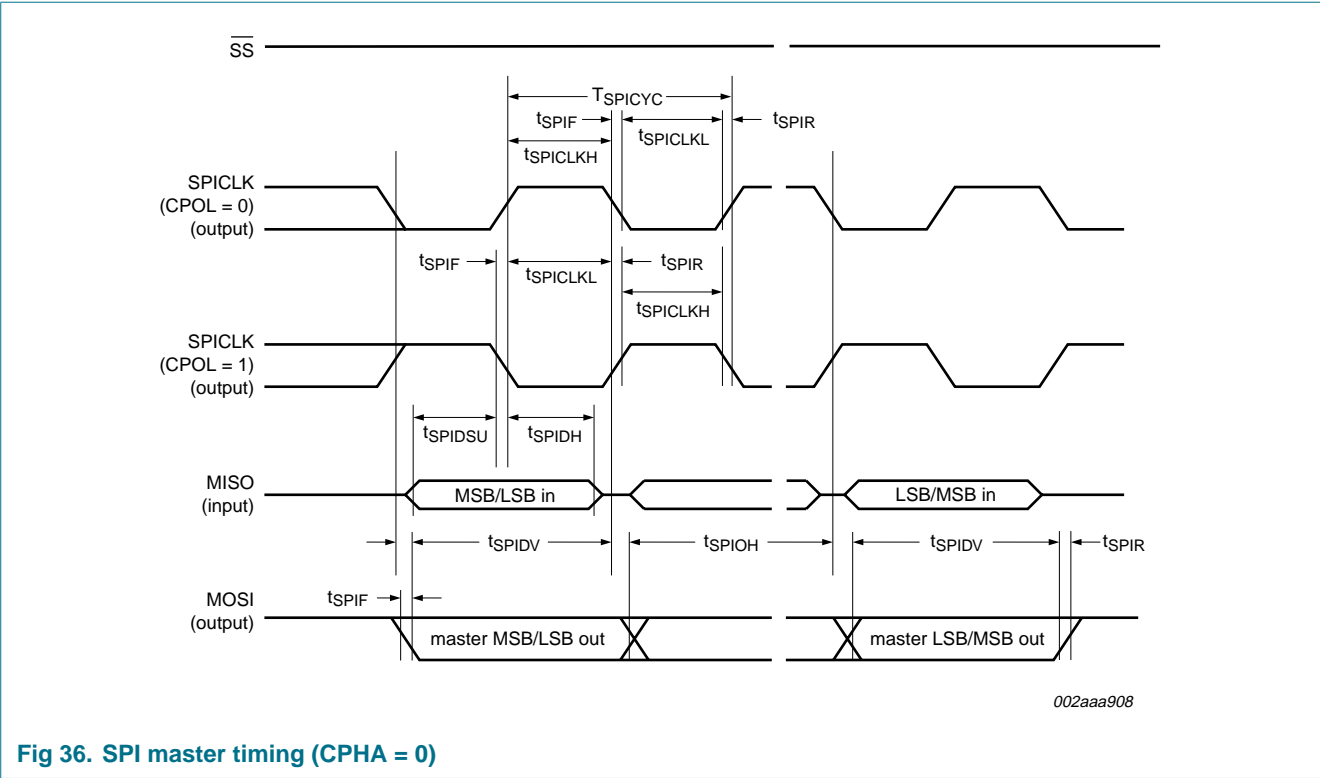 SS
TSPICYC
tSPIF
tSPICLKL
tSPIR
tSPICLKH
SPICLK
(CPOL = 0)
(output)
tSPIF
tSPICLKL
tSPIR
tSPICLKH
SPICLK
(CPOL = 1)
(output)
tSPIDSU
tSPIDH
MISO
(input)
MSB/LSB in
LSB/MSB in
tSPIDV
tSPIOH
tSPIDV
tSPIR
tSPIF
MOSI
(output)
master MSB/LSB out
master LSB/MSB out
002aaa908
Fig 36. SPI master timing (CPHA = 0)